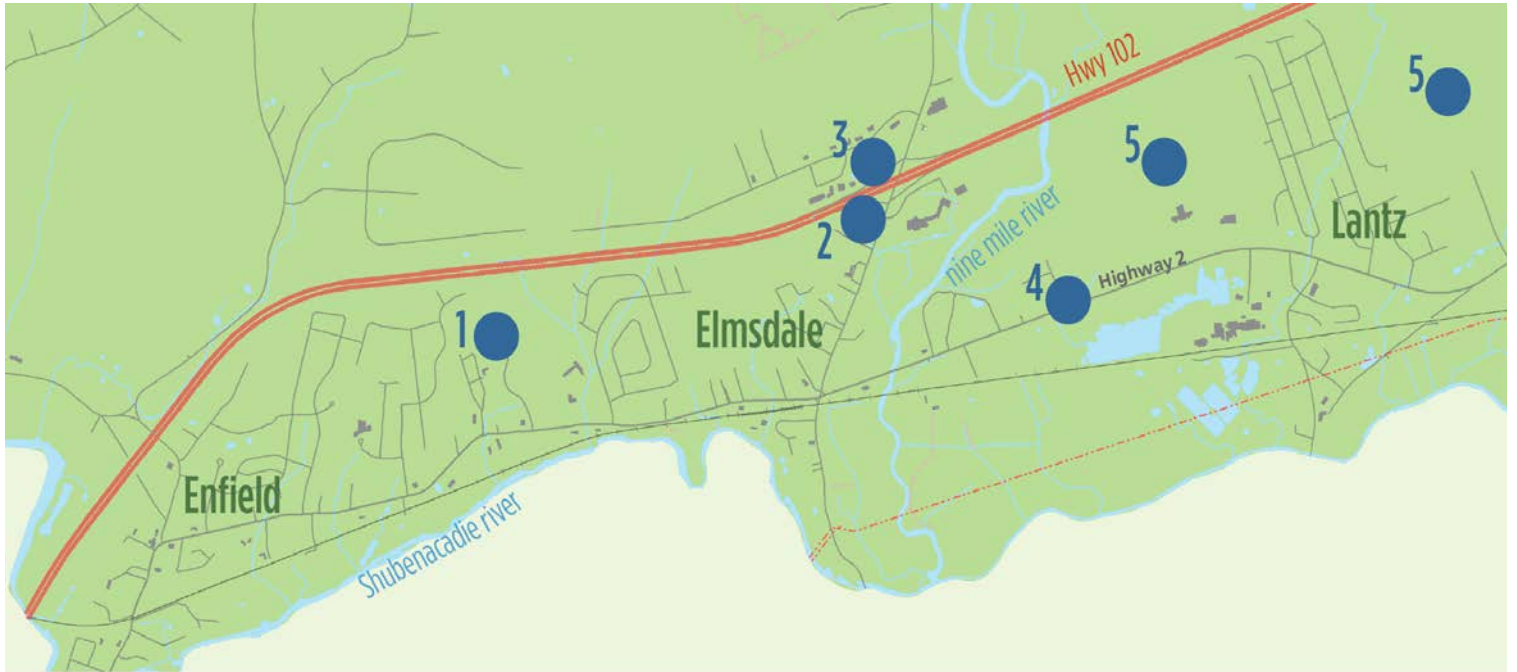 Hwy 102
5
3
5
2
Lantz
nine mile river
Highway 2
4
1
Elmsdale
Enfield
Shubenacadie river